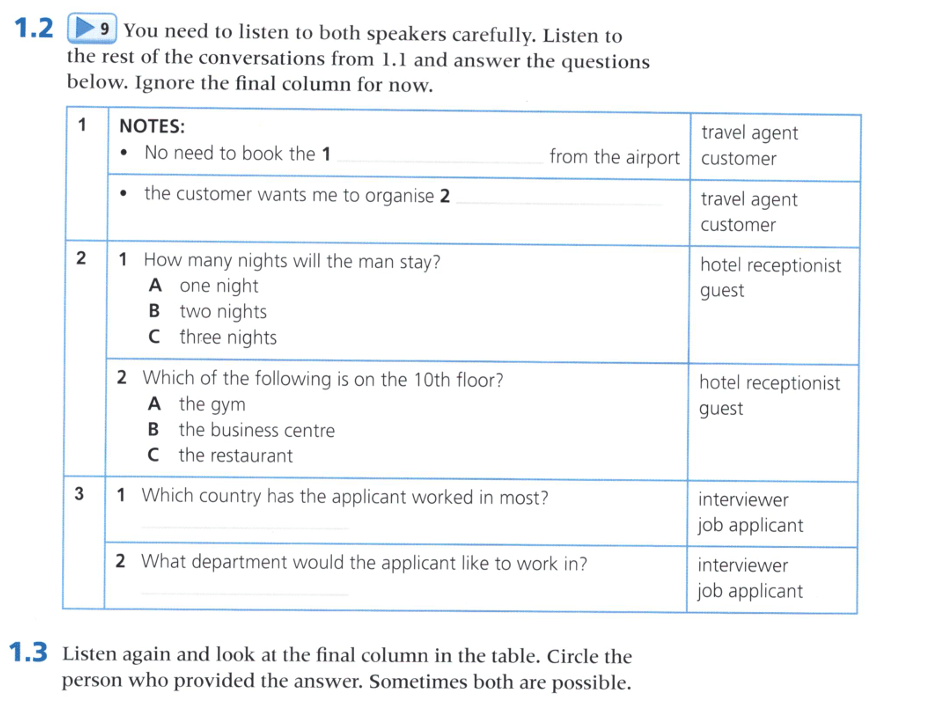 1.2 9 You need to listen to both speakers carefully. Listen to
the rest of the conversations from 1.1 and answer the questions
below. Ignore the final column for now.
1 NOTES:
• No need to book the 1 from the airport
travel agent
customer
• the customer wants me to organise 2
travel agent
customer
2 1 How many nights will the man stay?
A one night
B two nights
C three nights
hotel receptionist
guest
2 Which of the following is on the 10th floor?
A the gym
B the business centre
C the restaurant
hotel receptionist
guest
3 1 Which country has the applicant worked in most?
interviewer
job applicant
2 What department would the applicant like to work in?
interviewer
job applicant
1.3 Listen again and look at the final column in the table. Circle the
person who provided the answer. Sometimes both are possible.